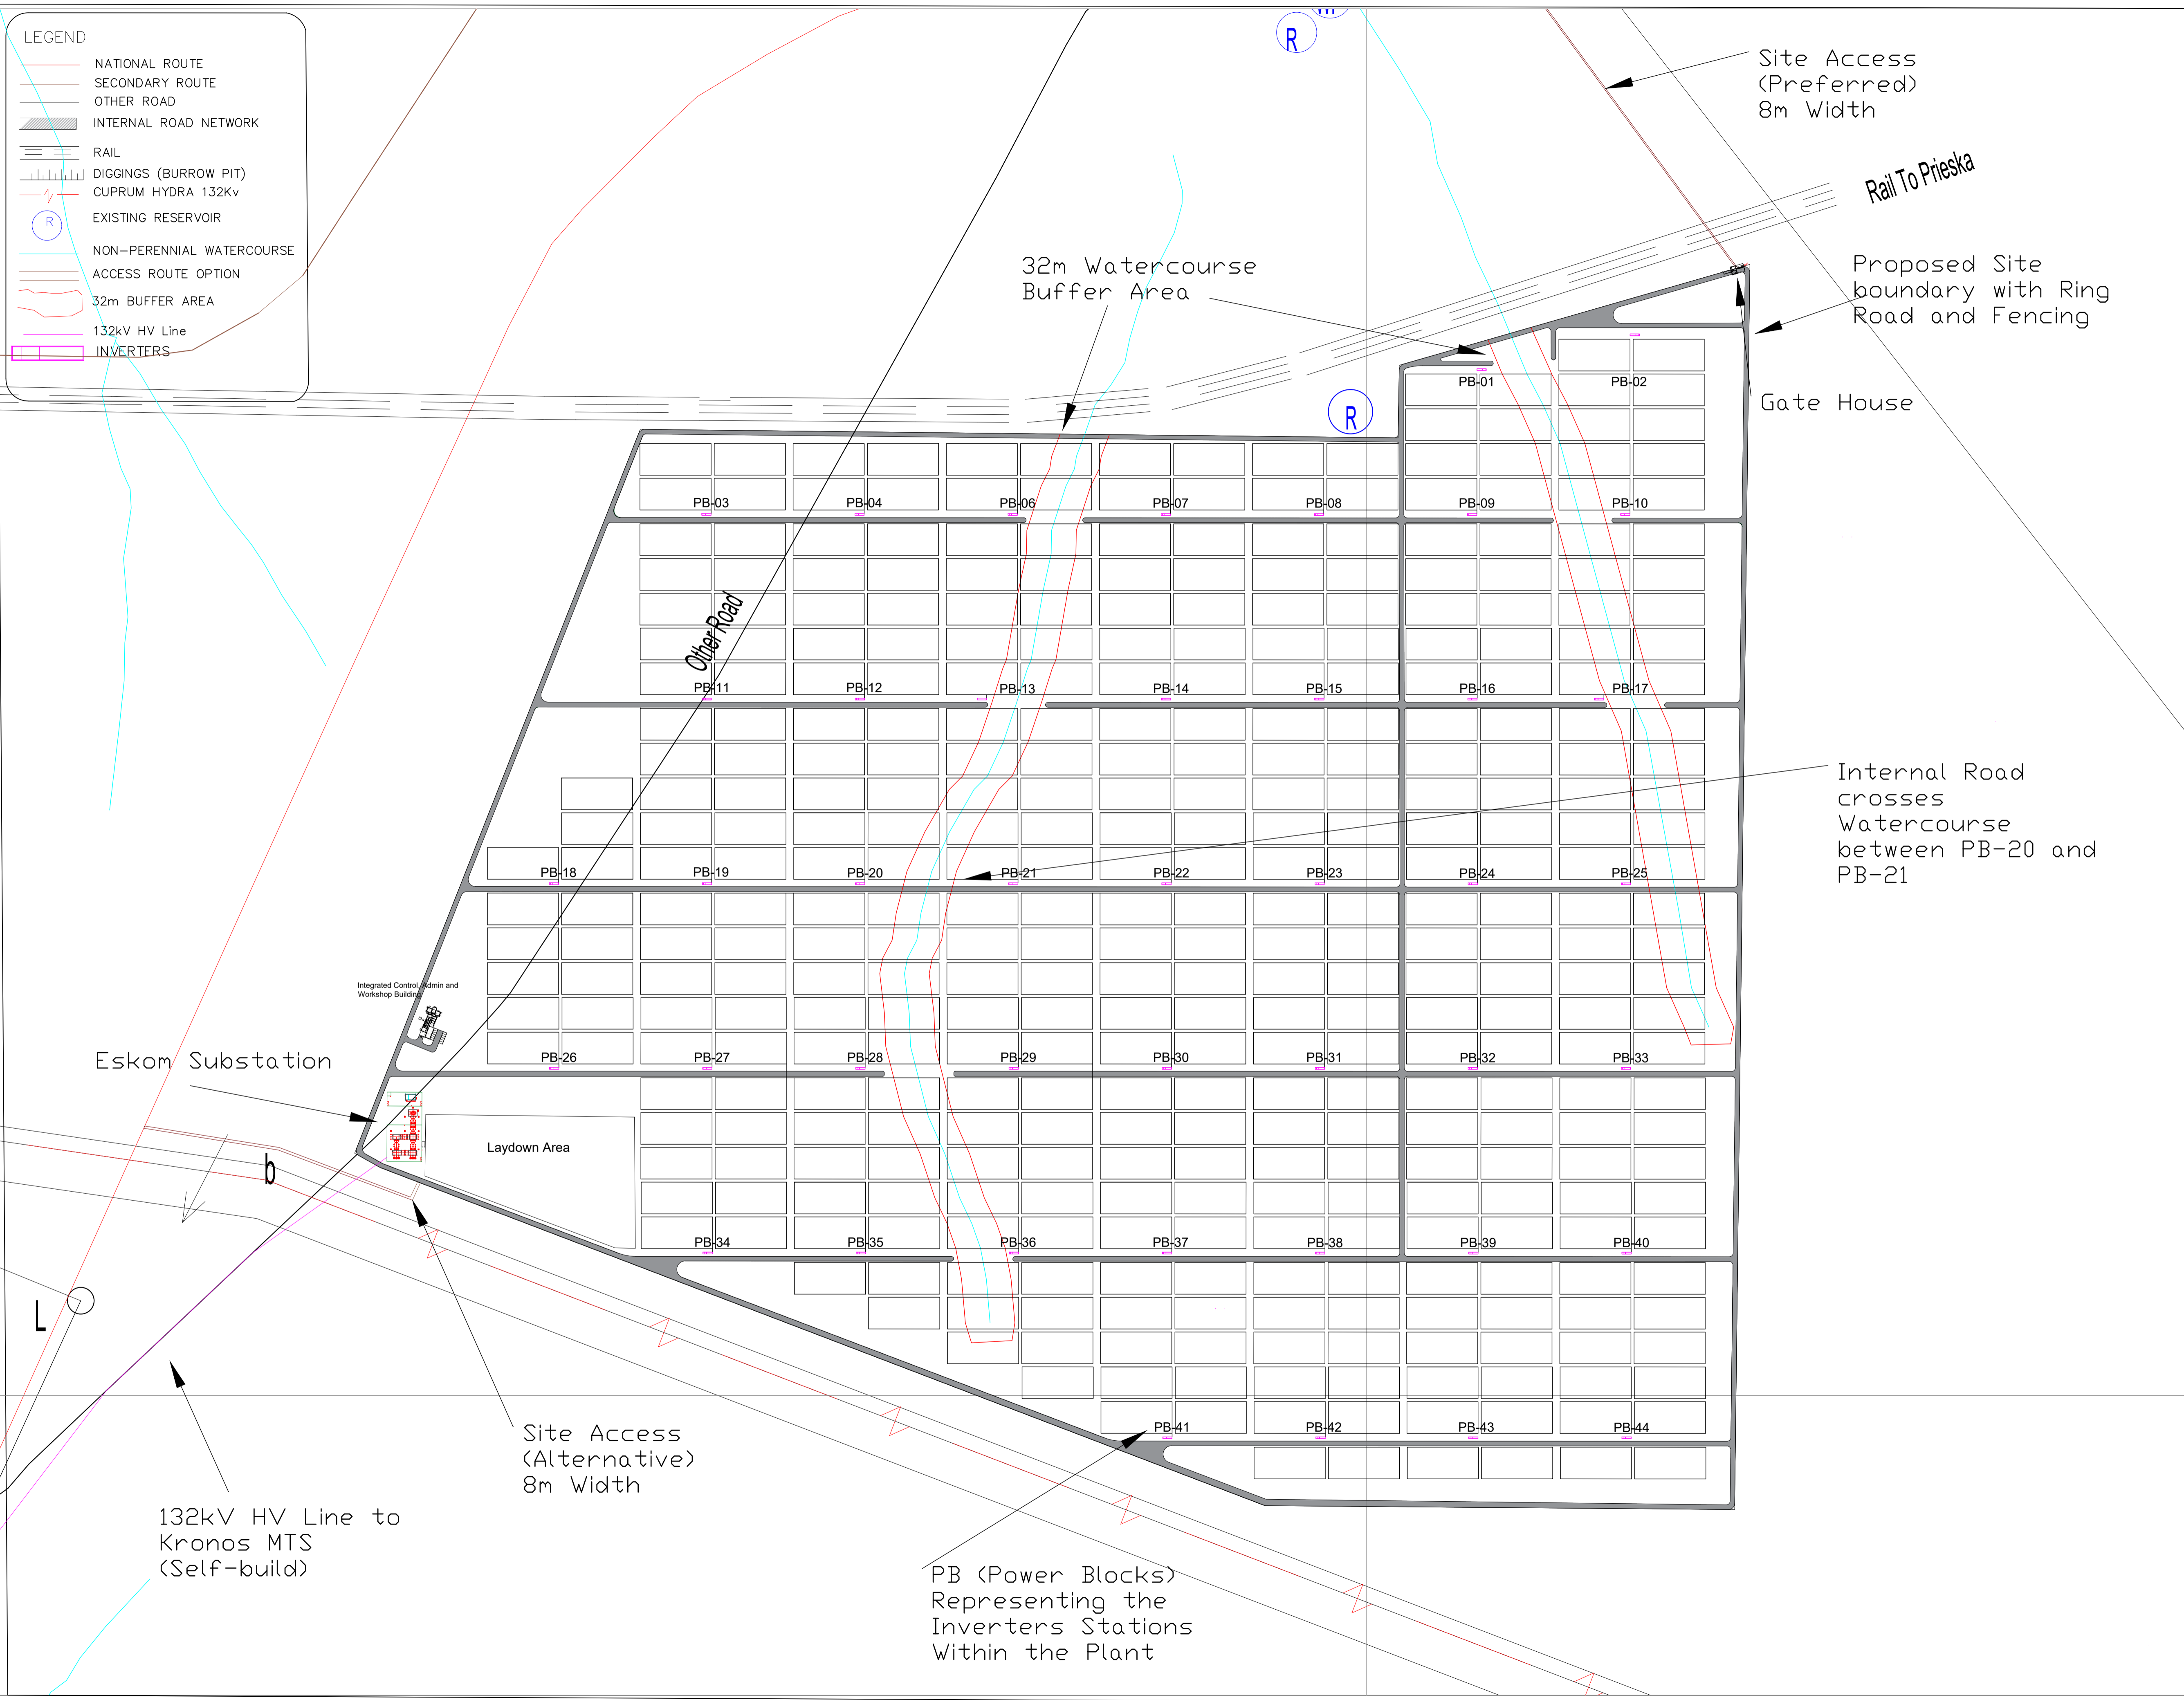 LEGEND
NATIONAL ROUTE
SECONDARY ROUTE
OTHER ROAD
INTERNAL ROAD NETWORK
RAIL
DIGGINGS (BURROW PIT)
CUPRUM HYDRA 132Kv
R
EXISTING RESERVOIR
NON-PERENNIAL WATERCOURSE
ACCESS ROUTE OPTION
32m BUFFER AREA
132kV HV Line
INVERTERS
R
Site Access
(Preferred)
8m Width
Rail To Prieska
32m Watercourse
Buffer Area
Proposed Site
boundary with Ring
Road and Fencing
Gate House
R
PB-01 PB-02
PB-03 PB-04 PB-06 PB-07 PB-08 PB-09 PB-10
Other Road
PB-11 PB-12 PB-13 PB-14 PB-15 PB-16 PB-17
Internal Road
crosses
Watercourse
between PB-20 and
PB-21
PB-18 PB-19 PB-20 PB-21 PB-22 PB-23 PB-24 PB-25
Integrated Control, Admin and
Workshop Building
PB-26 PB-27 PB-28 PB-29 PB-30 PB-31 PB-32 PB-33
Eskom Substation
Laydown Area
b
PB-34 PB-35 PB-36 PB-37 PB-38 PB-39 PB-40
L
PB-41 PB-42 PB-43 PB-44
Site Access
(Alternative)
8m Width
132kV HV Line to
Kronos MTS
(Self-build)
PB (Power Blocks)
Representing the
Inverters Stations
Within the Plant